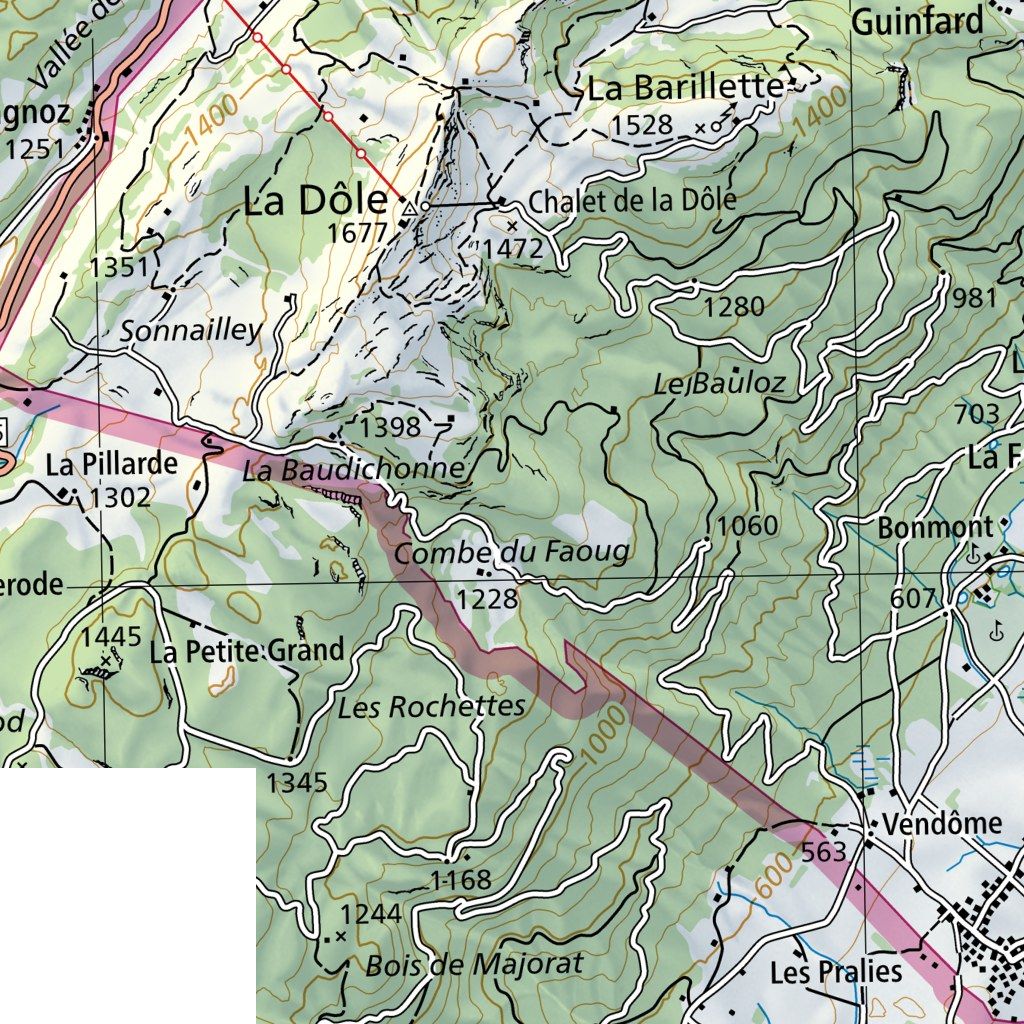 Vallée de
Guinfard
La Barillette
1400
1400
1528
1251
La Dôle
Chalet de la Dôle
1677
1472
1351
1280
981
Sonnailley
Le Bauloz
703
1398
La Pillarde
La Baudichonne
1302
1060
Bonmont
Combe du Faoug
1228
607
1445
La Petite Grand
Les Rochettes
1000
1345
Vendôme
563
600
1168
1244
Bois de Majorat
Les Pralies